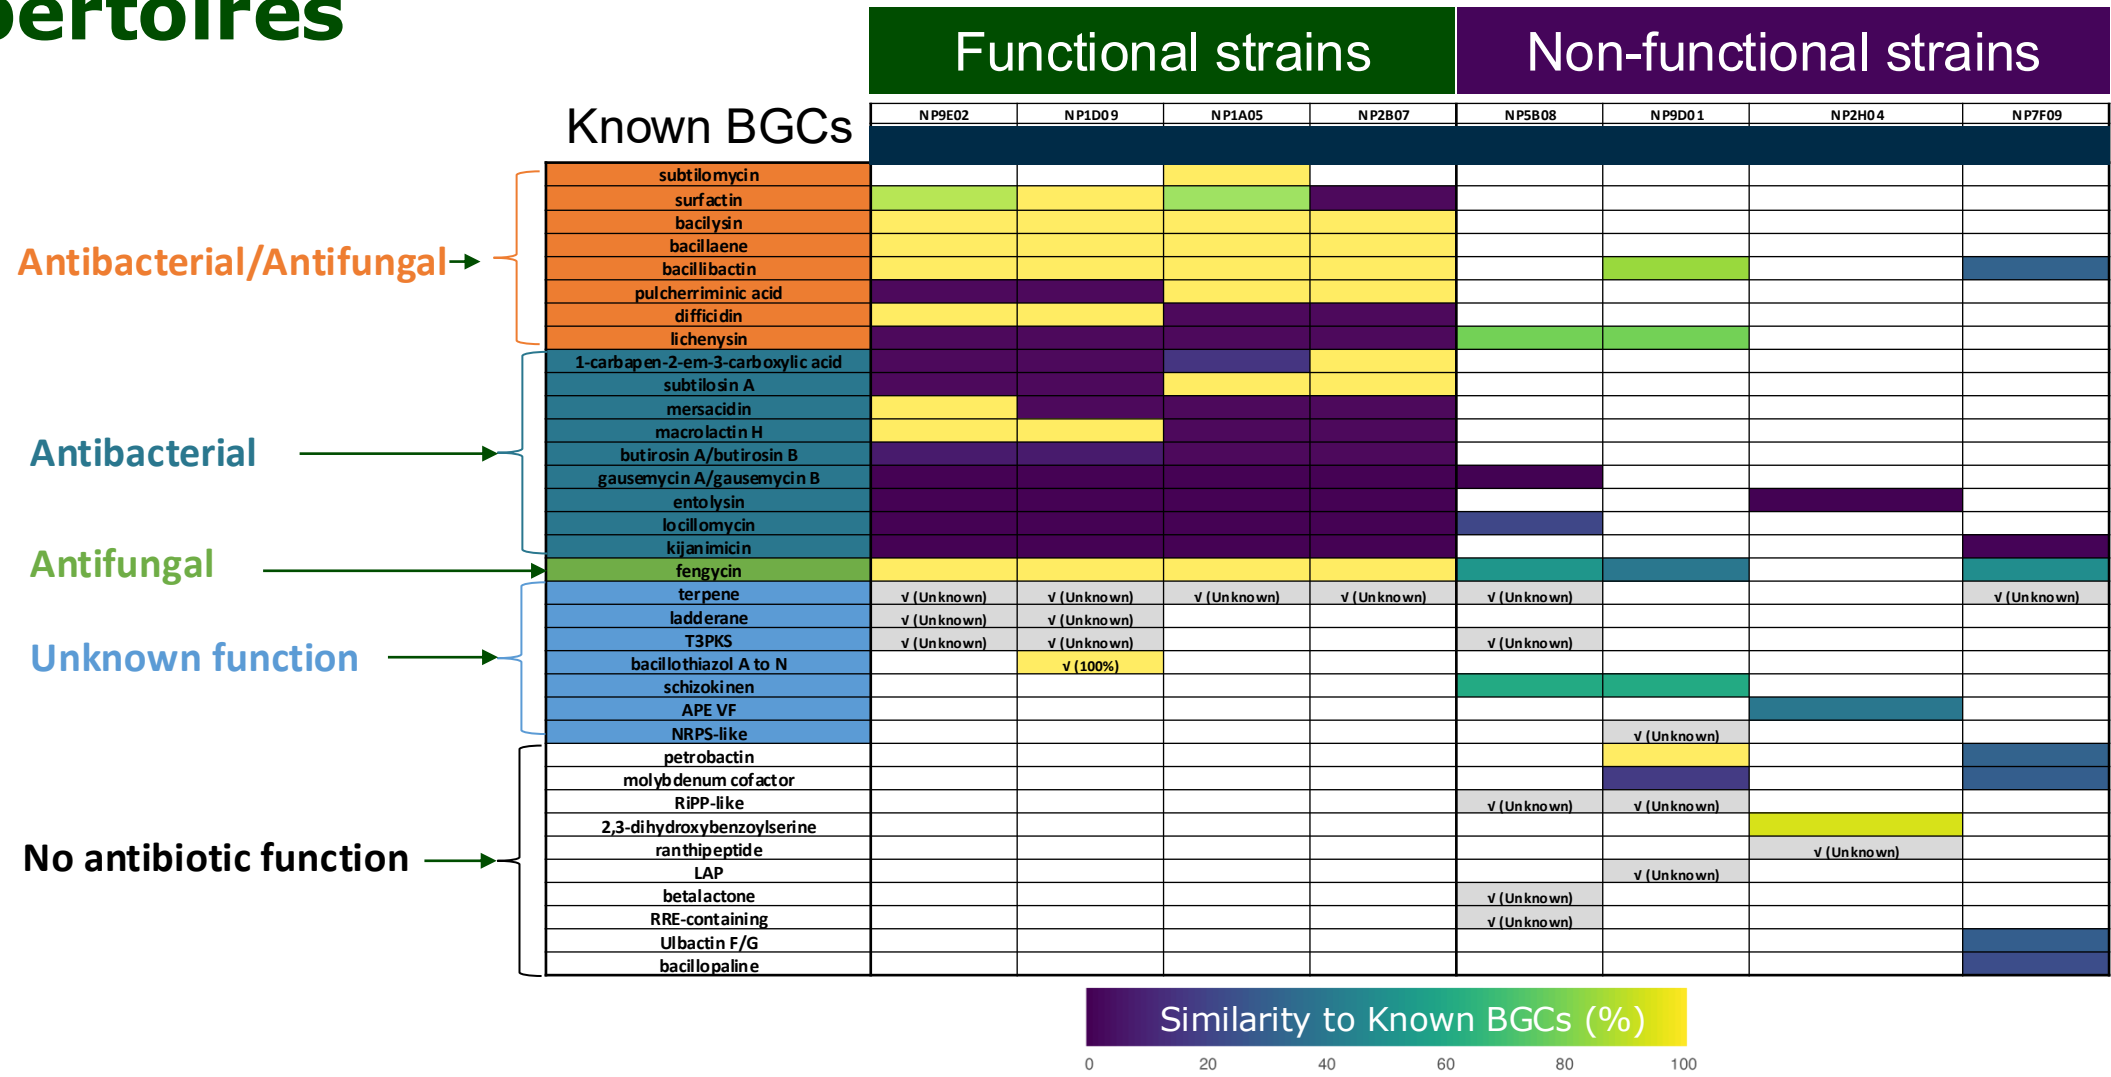 pertoires
Functional strains
Non-functional strains
Known BGCs
NP9E02
NP1D09
NP1A05
NP2B07
NP5B08
NP9D01
NP2H04
NP7F09
Antibacterial/Antifungal
subtilomycin
surfactin
bacilysin
bacillaene
bacillibactin
pulcherriminic acid
difficidin
lichenysin
Antibacterial
1-carbapen-2-em-3-carboxylic acid
subtilosin A
mersacidin
macrolactin H
butirosin A/butirosin B
gausemycin A/gausemycin B
entolysin
locillomycin
kijanimicin
Antifungal
fengycin
Unknown function
terpene √ (Unknown) √ (Unknown) √ (Unknown) √ (Unknown) √ (Unknown) √ (Unknown)
ladderane √ (Unknown) √ (Unknown)
T3PKS √ (Unknown) √ (Unknown) √ (Unknown)
bacillothiazol A to N √ (100%)
schizokinen
APE VF
NRPS-like √ (Unknown)
No antibiotic function
petrobactin
molybdenum cofactor
RiPP-like √ (Unknown) √ (Unknown)
2,3-dihydroxybenzoylserine
ranthipeptide √ (Unknown)
LAP √ (Unknown)
betalactone √ (Unknown)
RRE-containing √ (Unknown)
Ulbactin F/G
bacillopaline
Similarity to Known BGCs (%)
0 20 40 60 80 100